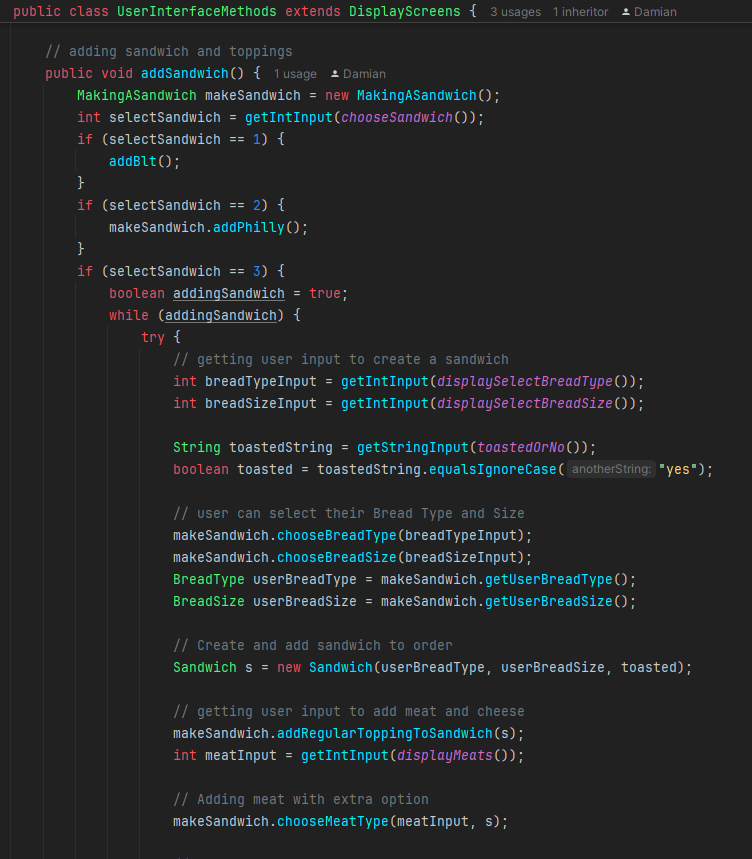 public class UserInterfaceMethods extends DisplayScreens { 3 usages 1 inheritor Damian
// adding sandwich and toppings
public void addSandwich() { 1 usage Damian
MakingASandwich makeSandwich = new MakingASandwich();
int selectSandwich = getIntInput(chooseSandwich());
if (selectSandwich == 1) {
addBlt();
}
if (selectSandwich == 2) {
makeSandwich.addPhilly();
}
if (selectSandwich == 3) {
boolean addingSandwich = true;
while (addingSandwich) {
try {
// getting user input to create a sandwich
int breadTypeInput = getIntInput(displaySelectBreadType());
int breadSizeInput = getIntInput(displaySelectBreadSize());
String toastedString = getStringInput(toastedOrNo());
boolean toasted = toastedString.equalsIgnoreCase( anotherString: "yes");
// user can select their Bread Type and Size
makeSandwich.chooseBreadType(breadTypeInput);
makeSandwich.chooseBreadSize(breadSizeInput);
BreadType userBreadType = makeSandwich.getUserBreadType();
BreadSize userBreadSize = makeSandwich.getUserBreadSize();
// Create and add sandwich to order
Sandwich s = new Sandwich(userBreadType, userBreadSize, toasted);
// getting user input to add meat and cheese
makeSandwich.addRegularToppingToSandwich(s);
int meatInput = getIntInput(displayMeats());
// Adding meat with extra option
makeSandwich.chooseMeatType(meatInput, s);